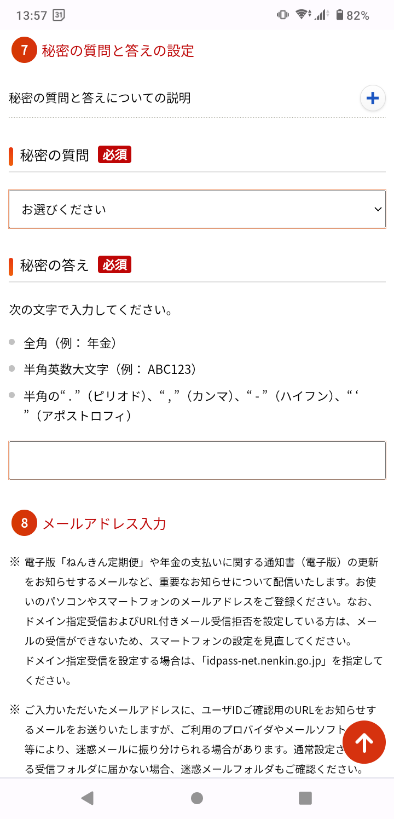 13:57 31 82%
7 秘密の質問と答えの設定
秘密の質問と答えについての説明
秘密の質問 必須
お選びください
秘密の答え 必須
次の文字で入力してください。
全角（例： 年金）
半角英数大文字（例： ABC123）
半角の“ . ”（ピリオド）、“ , ”（カンマ）、“ - ”（ハイフン）、“ ‘
”（アポストロフィ）
8 メールアドレス入力
※ 電子版「ねんきん定期便」や年金の支払いに関する通知書（電子版）の更新
をお知らせするメールなど、重要なお知らせについて配信いたします。お使
いのパソコンやスマートフォンのメールアドレスをご登録ください。なお、
ドメイン指定受信およびURL付きメール受信拒否を設定している方は、メー
ルの受信ができないため、スマートフォンの設定を見直してください。
ドメイン指定受信を設定する場合は、「idpass-net.nenkin.go.jp」を指定して
ください。
※ ご入力いただいたメールアドレスに、ユーザIDご確認用のURLをお知らせす
るメールをお送りいたしますが、ご利用のプロバイダやメールソフト
等により、迷惑メールに振り分けられる場合があります。通常設定さ
る受信フォルダに届かない場合、迷惑メールフォルダもご確認ください。